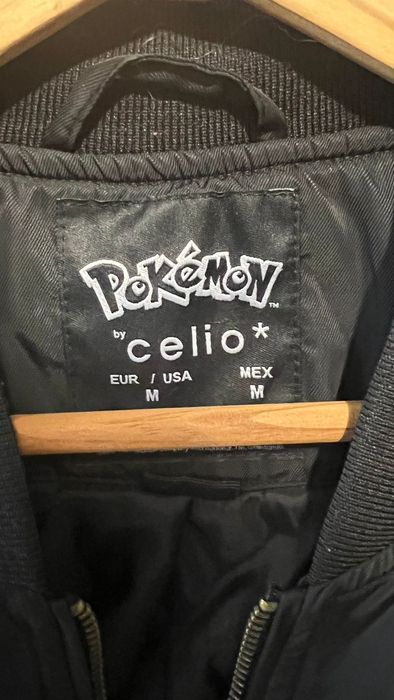 POKéMON™
by
celio*
EUR / USA MEX
M M